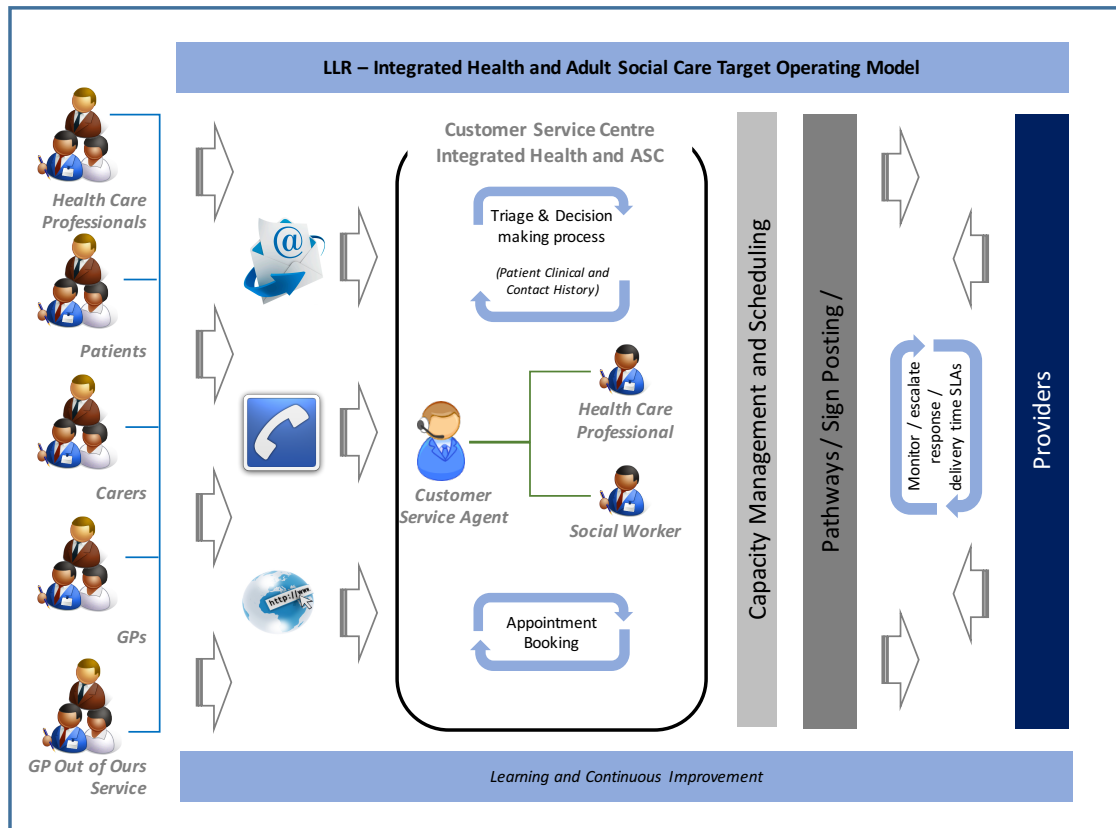 LLR – Integrated Health and Adult Social Care Target Operating Model
Health Care
Professionals
Patients
Carers
GPs
GP Out of Ours
Service
@
http://www.
Customer Service Centre
Integrated Health and ASC
Triage & Decision
making process
(Patient Clinical and
Contact History)
Customer
Service Agent
Health Care
Professional
Social Worker
Appointment
Booking
Capacity Management and Scheduling
Pathways / Sign Posting /
Monitor / escalate
response /
delivery time SLAs
Providers
Learning and Continuous Improvement